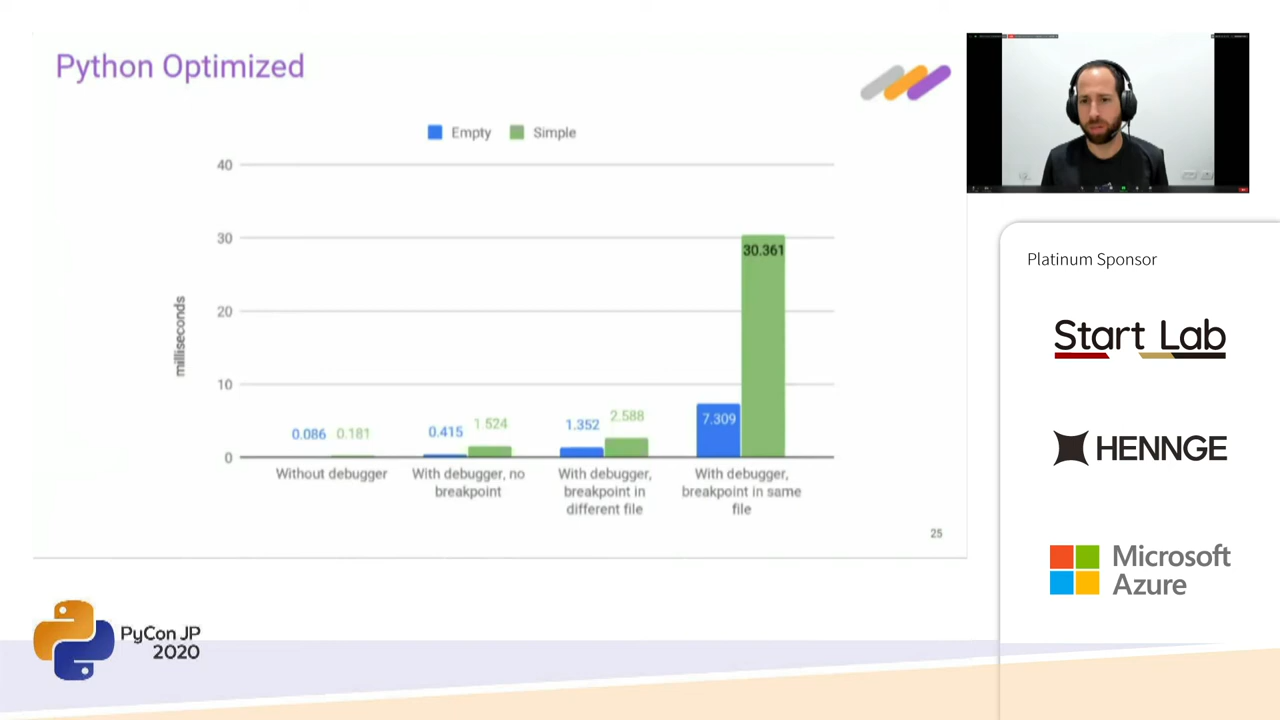 Python Optimized
Empty
Simple
40
30
20
10
0
milliseconds
0.086
0.181
0.415
1.524
1.352
2.588
7.309
30.361
Without debugger
With debugger, no
breakpoint
With debugger,
breakpoint in
different file
With debugger,
breakpoint in same
file
25
Platinum Sponsor
Start Lab
HENNGE
Microsoft
Azure
PyCon JP
2020